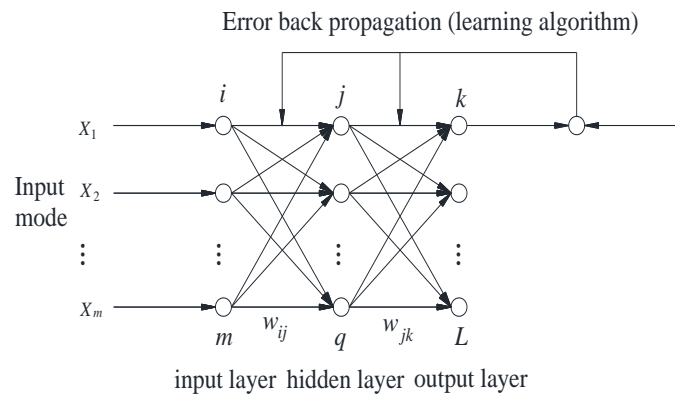 Error back propagation (learning algorithm)
i j k
X1
Input mode
X2
⋮ ⋮ ⋮ ⋮
Xm
wij wjk
m q L
input layer hidden layer output layer